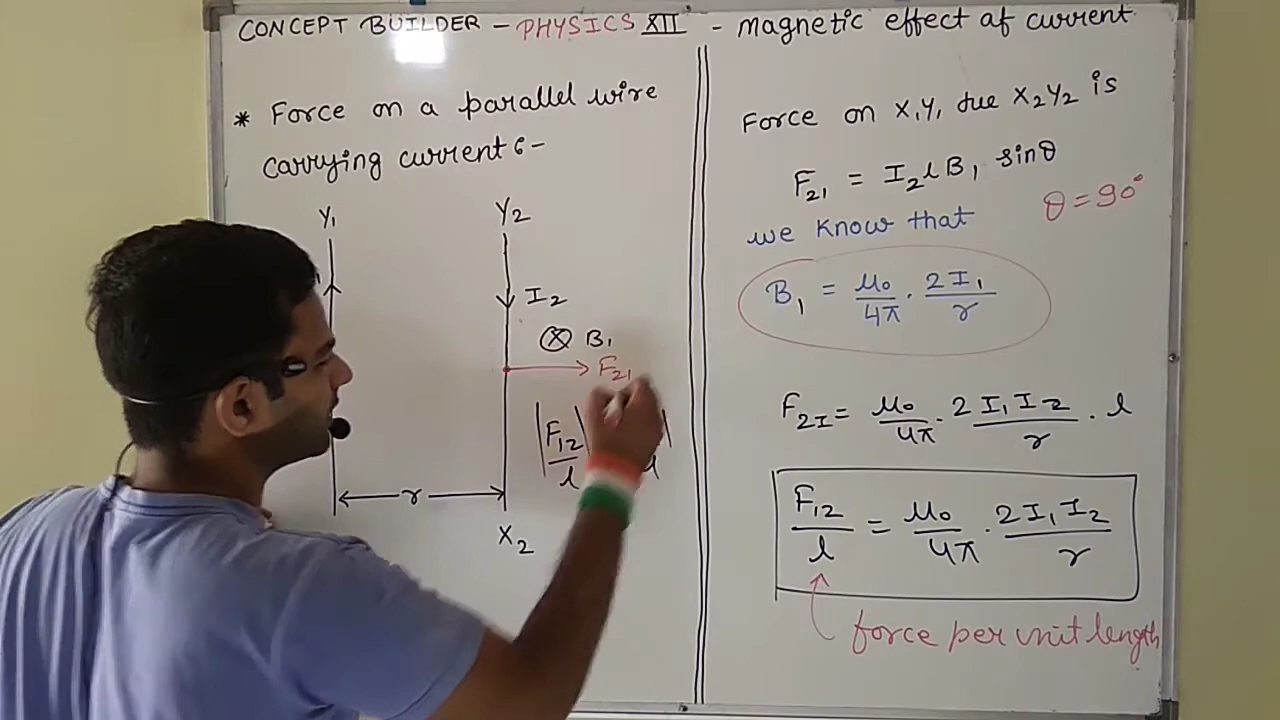 CONCEPT BUILDER - PHYSICS XII - magnetic effect af current
* Force on a parallel wire
carrying current :-
Y1
Y2
I2
⊗ B1
F21
|F12/l|
l
r
X2
Force on X1Y1 due X2Y2 is
F21 = I2 l B1 sinθ
θ = 90°
we know that
B1 = μ0/4π . 2I1/r
F21 = μ0/4π . 2I1I2/r . l
F12/l = μ0/4π . 2I1I2/r
force per unit length